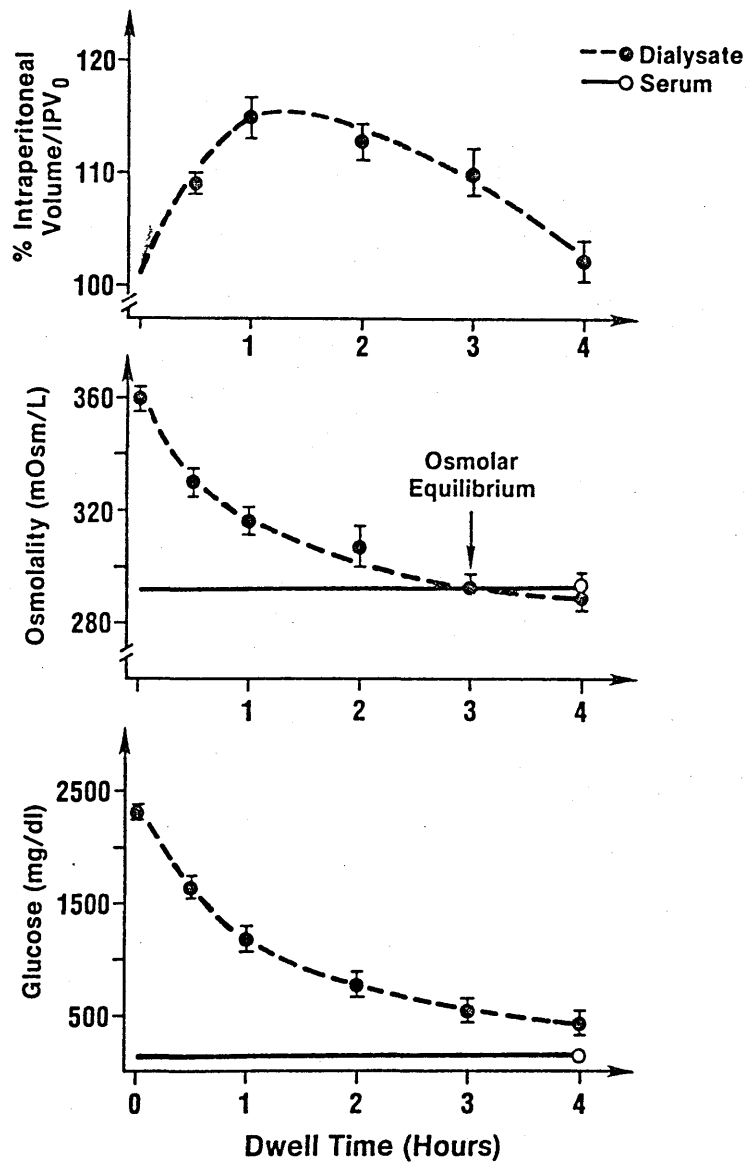 % Intraperitoneal
Volume/IPV0
120
110
100
Dialysate
Serum
1
2
3
4
Osmolality (mOsm/L)
360
320
280
Osmolar
Equilibrium
1
2
3
4
Glucose (mg/dl)
2500
1500
500
0
1
2
3
4
Dwell Time (Hours)